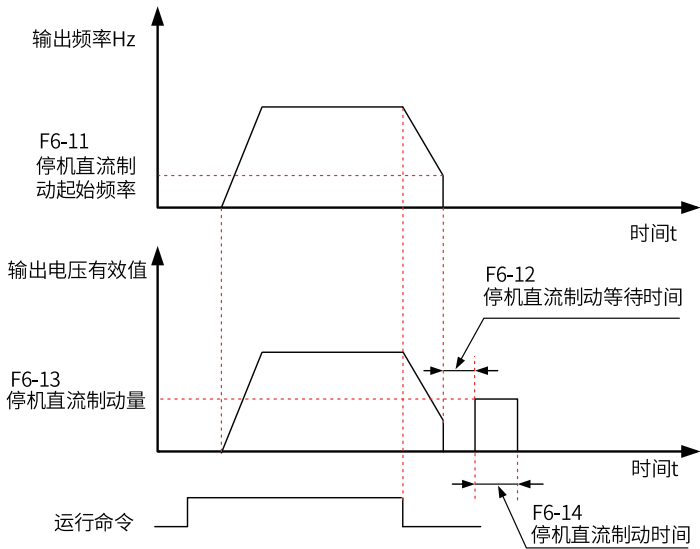 输出频率Hz
F6-11
停机直流制
动起始频率
时间t
输出电压有效值
F6-12
停机直流制动等待时间
F6-13
停机直流制动量
时间t
F6-14
停机直流制动时间
运行命令